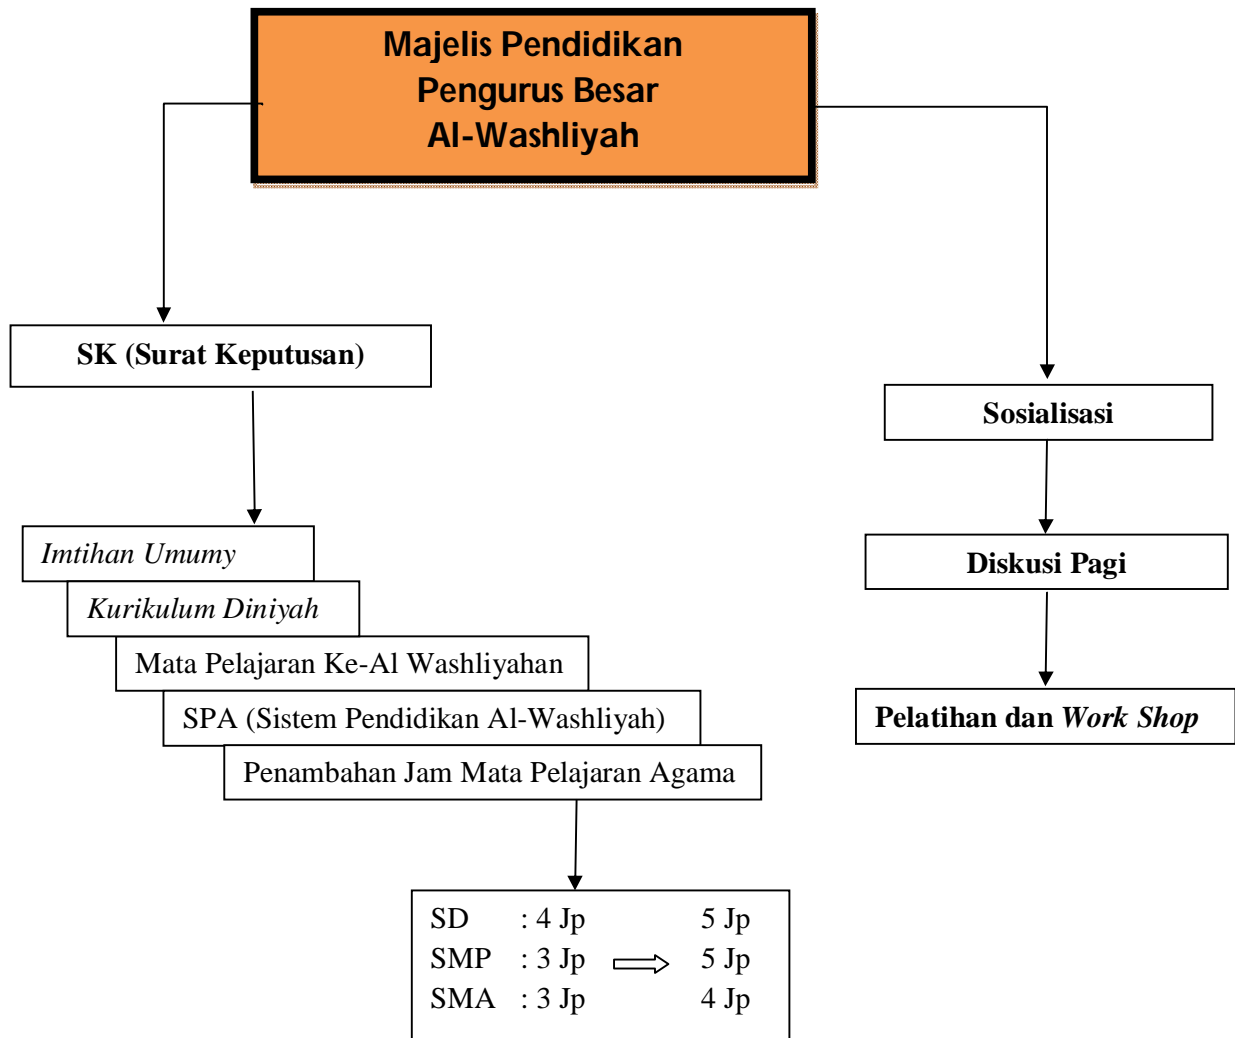 Majelis Pendidikan
Pengurus Besar
Al-Washliyah
SK (Surat Keputusan)
Imtihan Umumy
Kurikulum Diniyah
Mata Pelajaran Ke-Al Washliyahan
SPA (Sistem Pendidikan Al-Washliyah)
Penambahan Jam Mata Pelajaran Agama
SD : 4 Jp 5 Jp
SMP : 3 Jp 5 Jp
SMA : 3 Jp 4 Jp
Sosialisasi
Diskusi Pagi
Pelatihan dan Work Shop